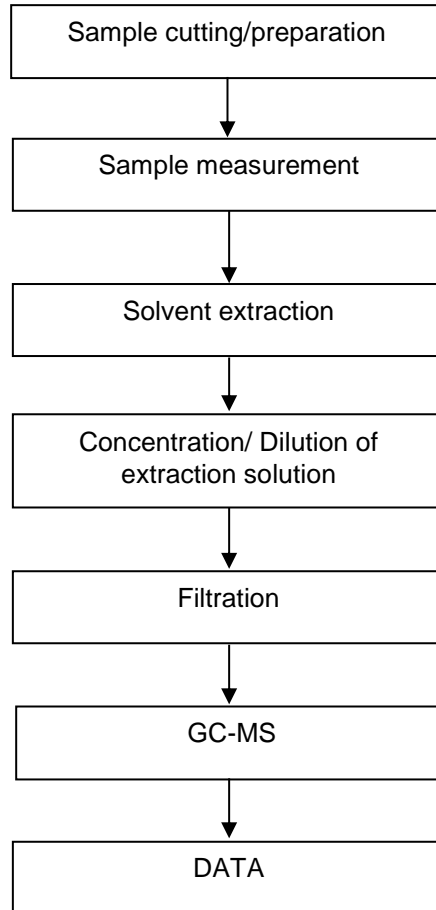 Sample cutting/preparation
Sample measurement
Solvent extraction
Concentration/ Dilution of
extraction solution
Filtration
GC-MS
DATA